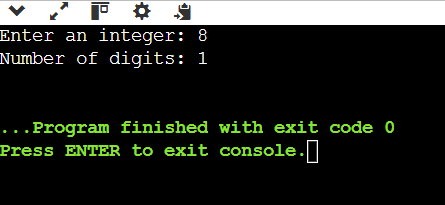 Enter an integer: 8
Number of digits: 1
...Program finished with exit code 0
Press ENTER to exit console.